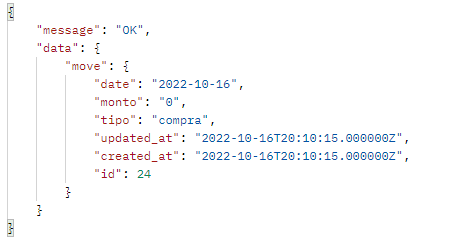 {
"message": "OK",
"data": {
"move": {
"date": "2022-10-16",
"monto": "0",
"tipo": "compra",
"updated_at": "2022-10-16T20:10:15.000000Z",
"created_at": "2022-10-16T20:10:15.000000Z",
"id": 24
}
}
}